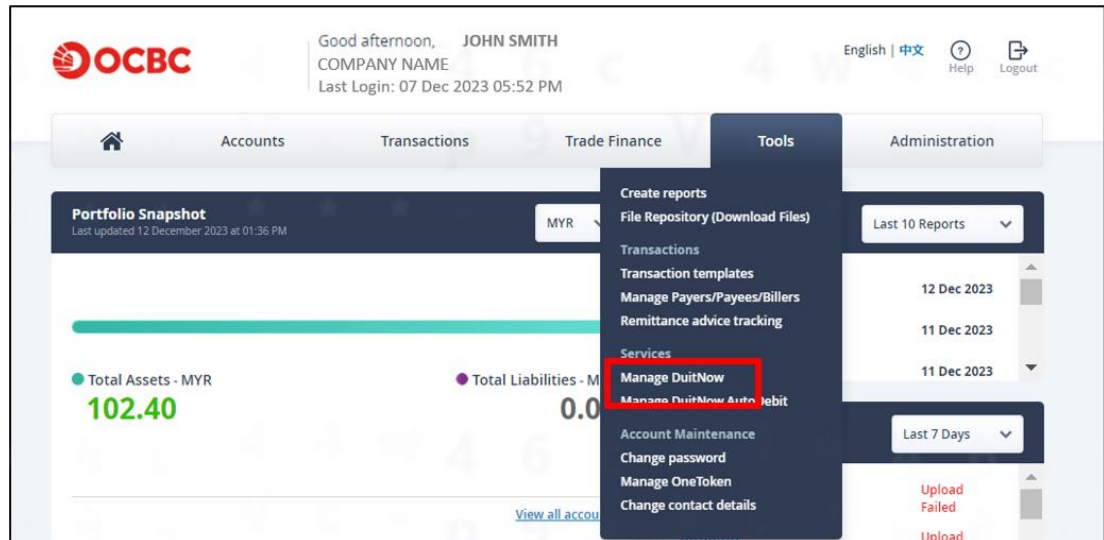 OCBC
Good afternoon, JOHN SMITH
COMPANY NAME
Last Login: 07 Dec 2023 05:52 PM
English | 中文
Help
Logout
Accounts
Transactions
Trade Finance
Tools
Administration
Portfolio Snapshot
Last updated 12 December 2023 at 01:36 PM
MYR
Total Assets - MYR
102.40
Total Liabilities - M
0.0
View all accou
Create reports
File Repository (Download Files)
Transactions
Transaction templates
Manage Payers/Payees/Billers
Remittance advice tracking
Services
Manage DuitNow
Manage DuitNow AutoDebit
Account Maintenance
Change password
Manage OneToken
Change contact details
Last 10 Reports
12 Dec 2023
11 Dec 2023
11 Dec 2023
Last 7 Days
Upload
Failed
Upload